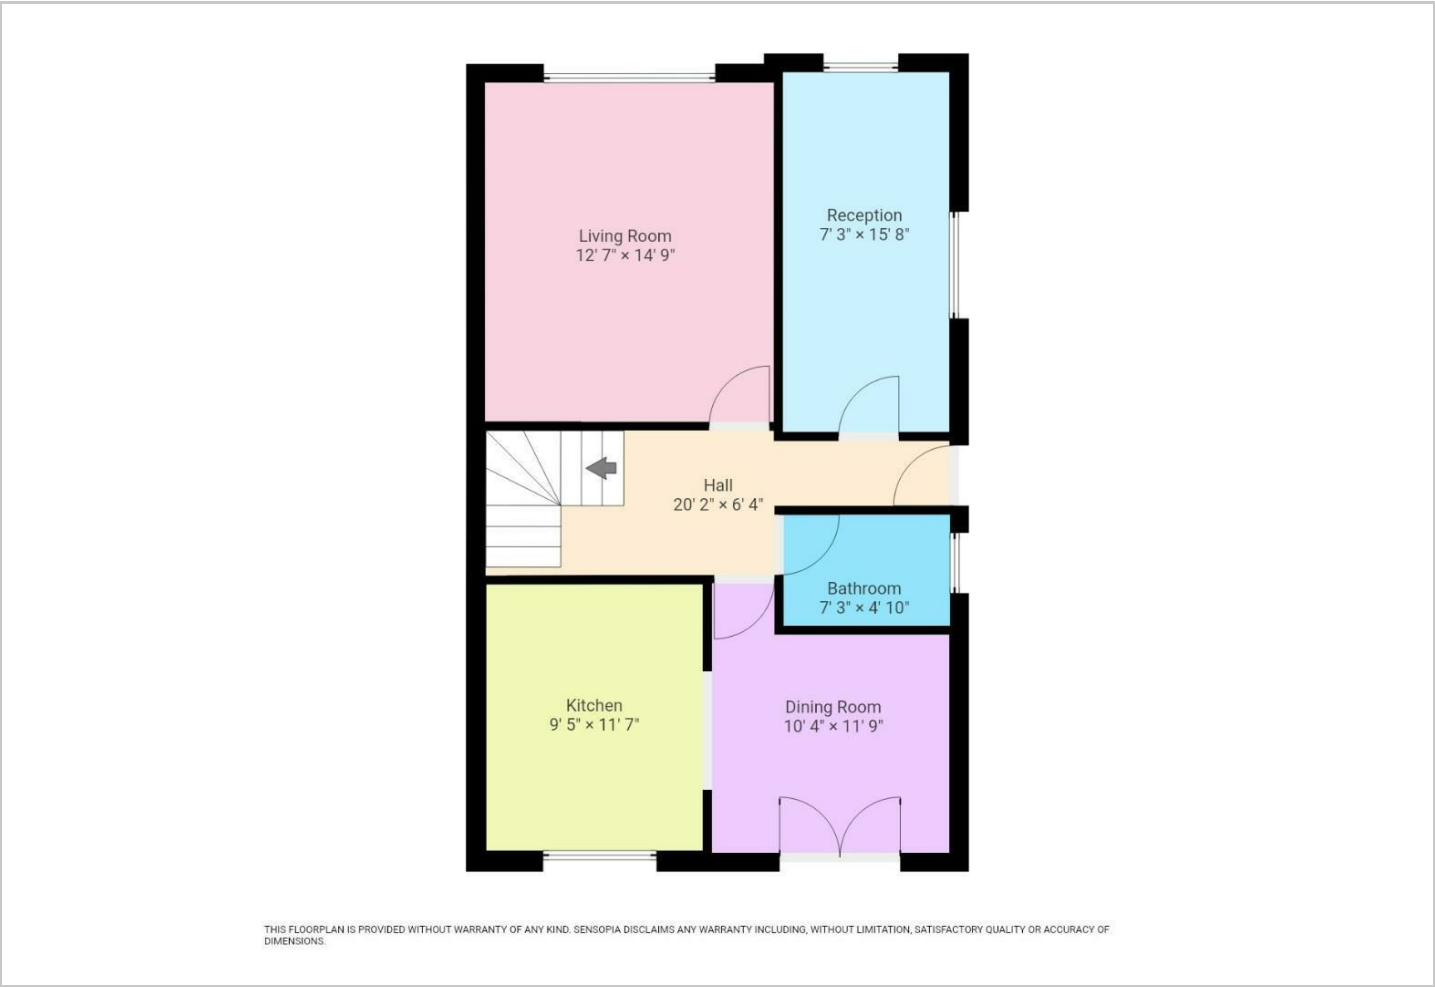 Living Room
12' 7" × 14' 9"
Reception
7' 3" × 15' 8"
Hall
20' 2" × 6' 4"
Bathroom
7' 3" × 4' 10"
Kitchen
9' 5" × 11' 7"
Dining Room
10' 4" × 11' 9"
THIS FLOORPLAN IS PROVIDED WITHOUT WARRANTY OF ANY KIND. SENSOPIA DISCLAIMS ANY WARRANTY INCLUDING, WITHOUT LIMITATION, SATISFACTORY QUALITY OR ACCURACY OF
DIMENSIONS.